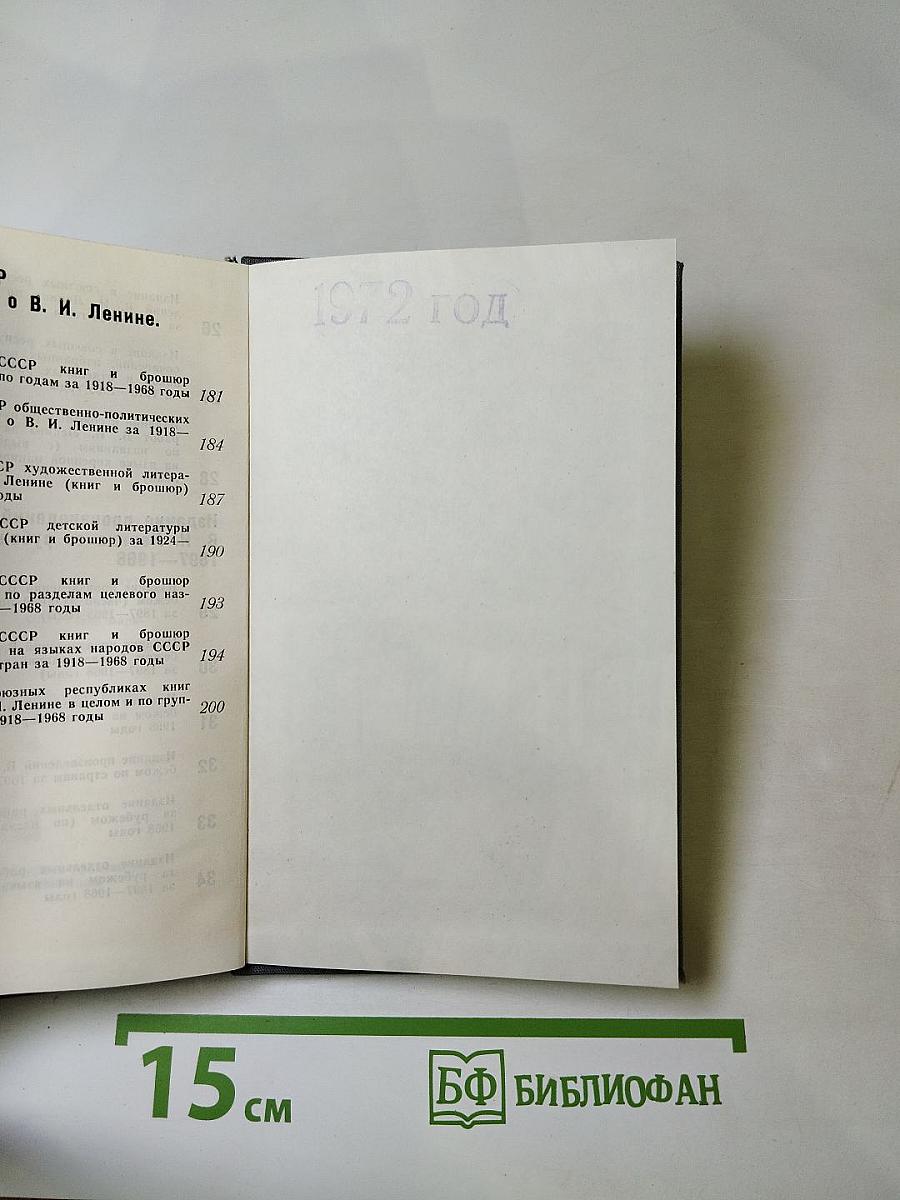 Р
о В. И. Ленине.
СССР книг и брошюр
по годам за 1918—1968 годы 181
Р общественно-политических
о В. И. Ленине за 1918—
184
СР художественной литера-
Ленине (книг и брошюр)
оды 187
ССР детской литературы
(книг и брошюр) за 1924—
190
СССР книг и брошюр
по разделам целевого наз-
—1968 годы 193
СССР книг и брошюр
на языках народов СССР
тран за 1918—1968 годы 194
оюзных республиках книг
И. Ленине в целом и по груп-
918—1968 годы 200
1972 год
15 см
БФ БИБЛИОФАН